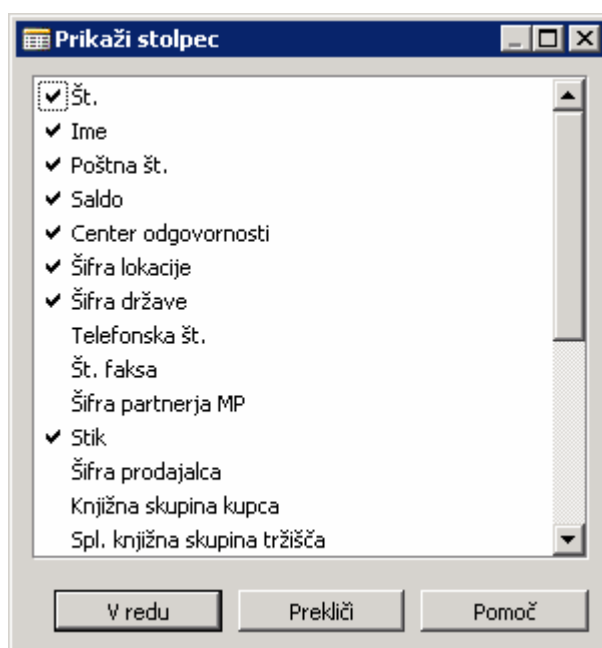 Prikaži stolpec
Št.
Ime
Poštna št.
Saldo
Center odgovornosti
Šifra lokacije
Šifra države
Telefonska št.
Št. faksa
Šifra partnerja MP
Stik
Šifra prodajalca
Knjižna skupina kupca
Spl. knjižna skupina tržišča
V redu Prekliči Pomoč